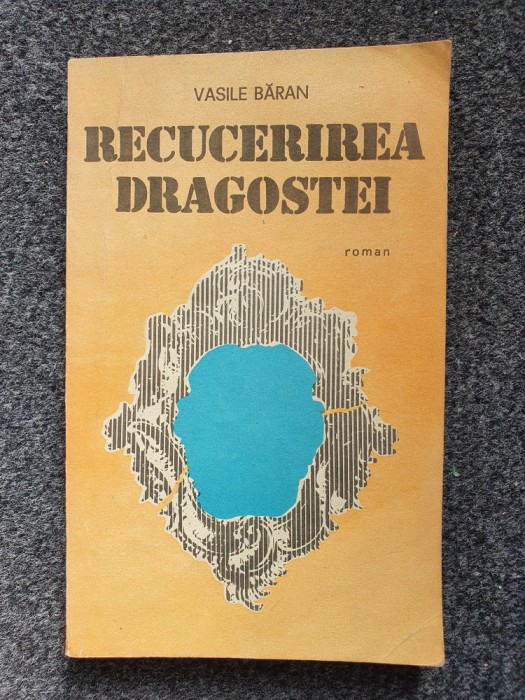 VASILE BĂRAN
RECUCERIREA
DRAGOSTEI
roman